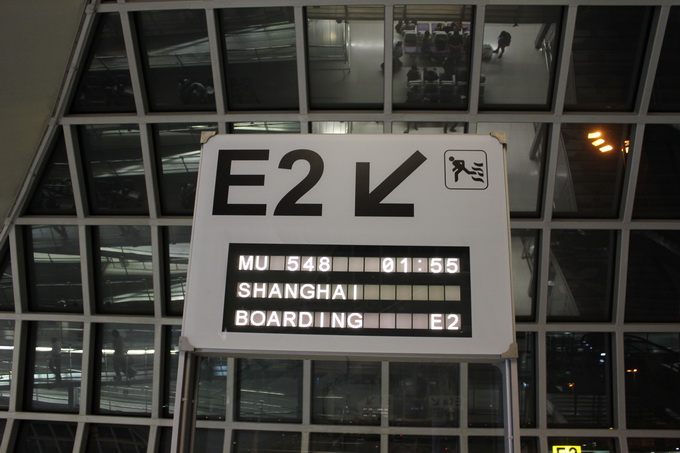 E2
MU 548 01:55
SHANGHAI
BOARDING E2